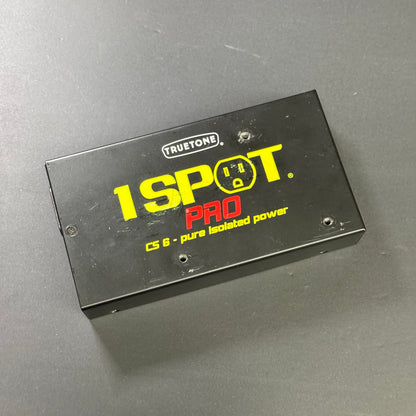 TRUETONE®
1 SPOT®
PRO
CS 6 - pure isolated power